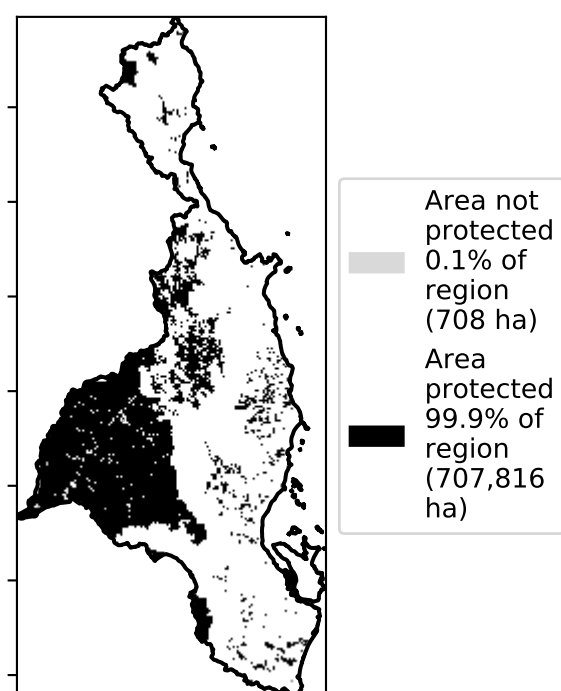 Area not
protected
0.1% of
region
(708 ha)
Area
protected
99.9% of
region
(707,816
ha)